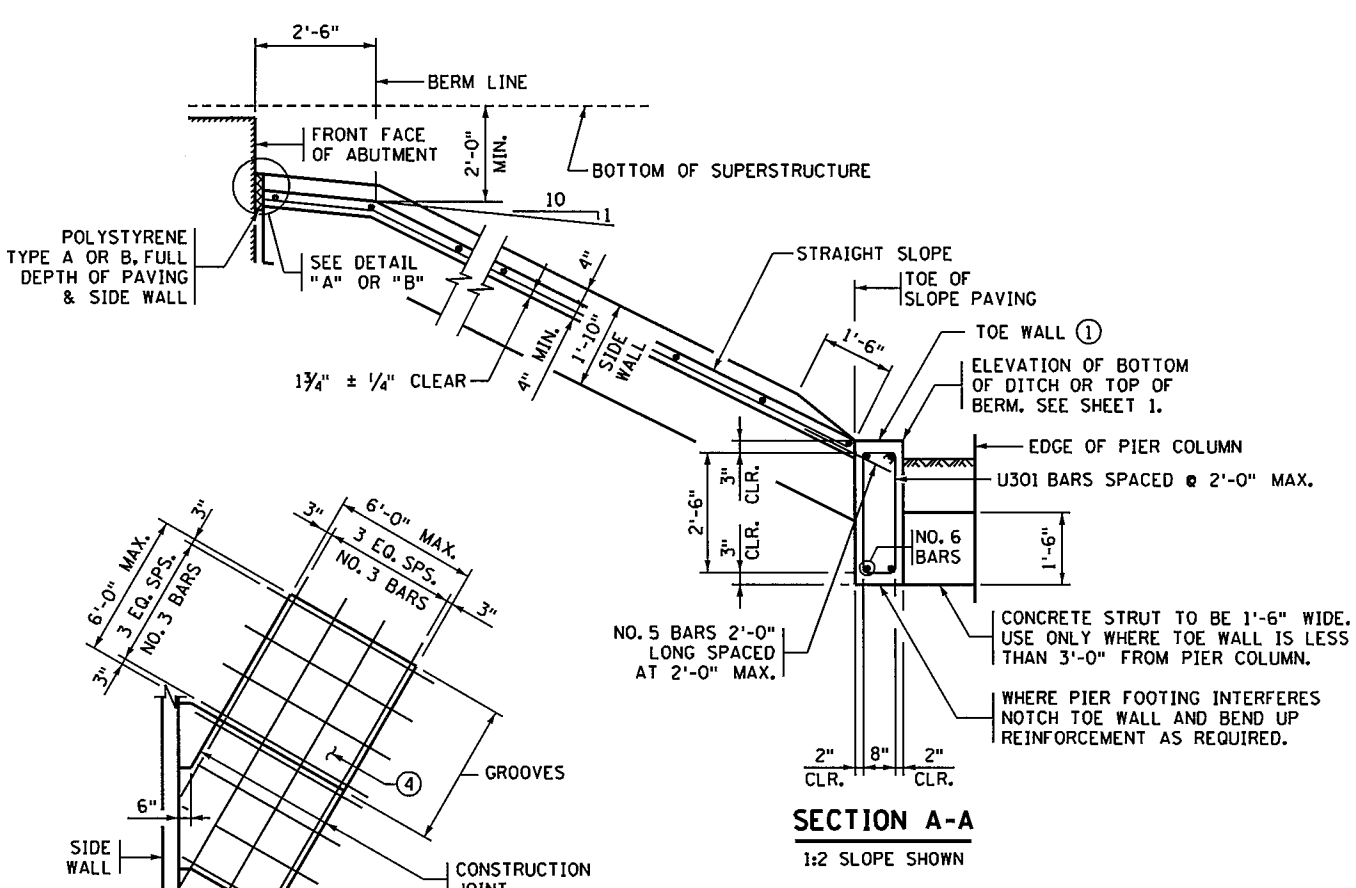 2'-6"
BERM LINE
FRONT FACE
OF ABUTMENT
2'-0"
MIN.
BOTTOM OF SUPERSTRUCTURE
10
1
POLYSTYRENE
TYPE A OR B, FULL
DEPTH OF PAVING
& SIDE WALL
SEE DETAIL
"A" OR "B"
STRAIGHT SLOPE
TOE OF
SLOPE PAVING
4"
4" MIN.
1'-10"
SIDE
WALL
1'-6"
TOE WALL 1
1¾" ± ¼" CLEAR
ELEVATION OF BOTTOM
OF DITCH OR TOP OF
BERM. SEE SHEET 1.
EDGE OF PIER COLUMN
U301 BARS SPACED @ 2'-0" MAX.
3"
CLR.
2'-6"
3"
CLR.
NO. 6
BARS
1'-6"
NO. 5 BARS 2'-0"
LONG SPACED
AT 2'-0" MAX.
CONCRETE STRUT TO BE 1'-6" WIDE.
USE ONLY WHERE TOE WALL IS LESS
THAN 3'-0" FROM PIER COLUMN.
WHERE PIER FOOTING INTERFERES
NOTCH TOE WALL AND BEND UP
REINFORCEMENT AS REQUIRED.
2"
CLR.
8"
2"
CLR.
SECTION A-A
1:2 SLOPE SHOWN
3"
6'-0" MAX.
3 EQ. SPS.
NO. 3 BARS
3"
3"
6'-0" MAX.
3 EQ. SPS.
NO. 3 BARS
3"
4
GROOVES
6"
SIDE
WALL
CONSTRUCTION
JOINT